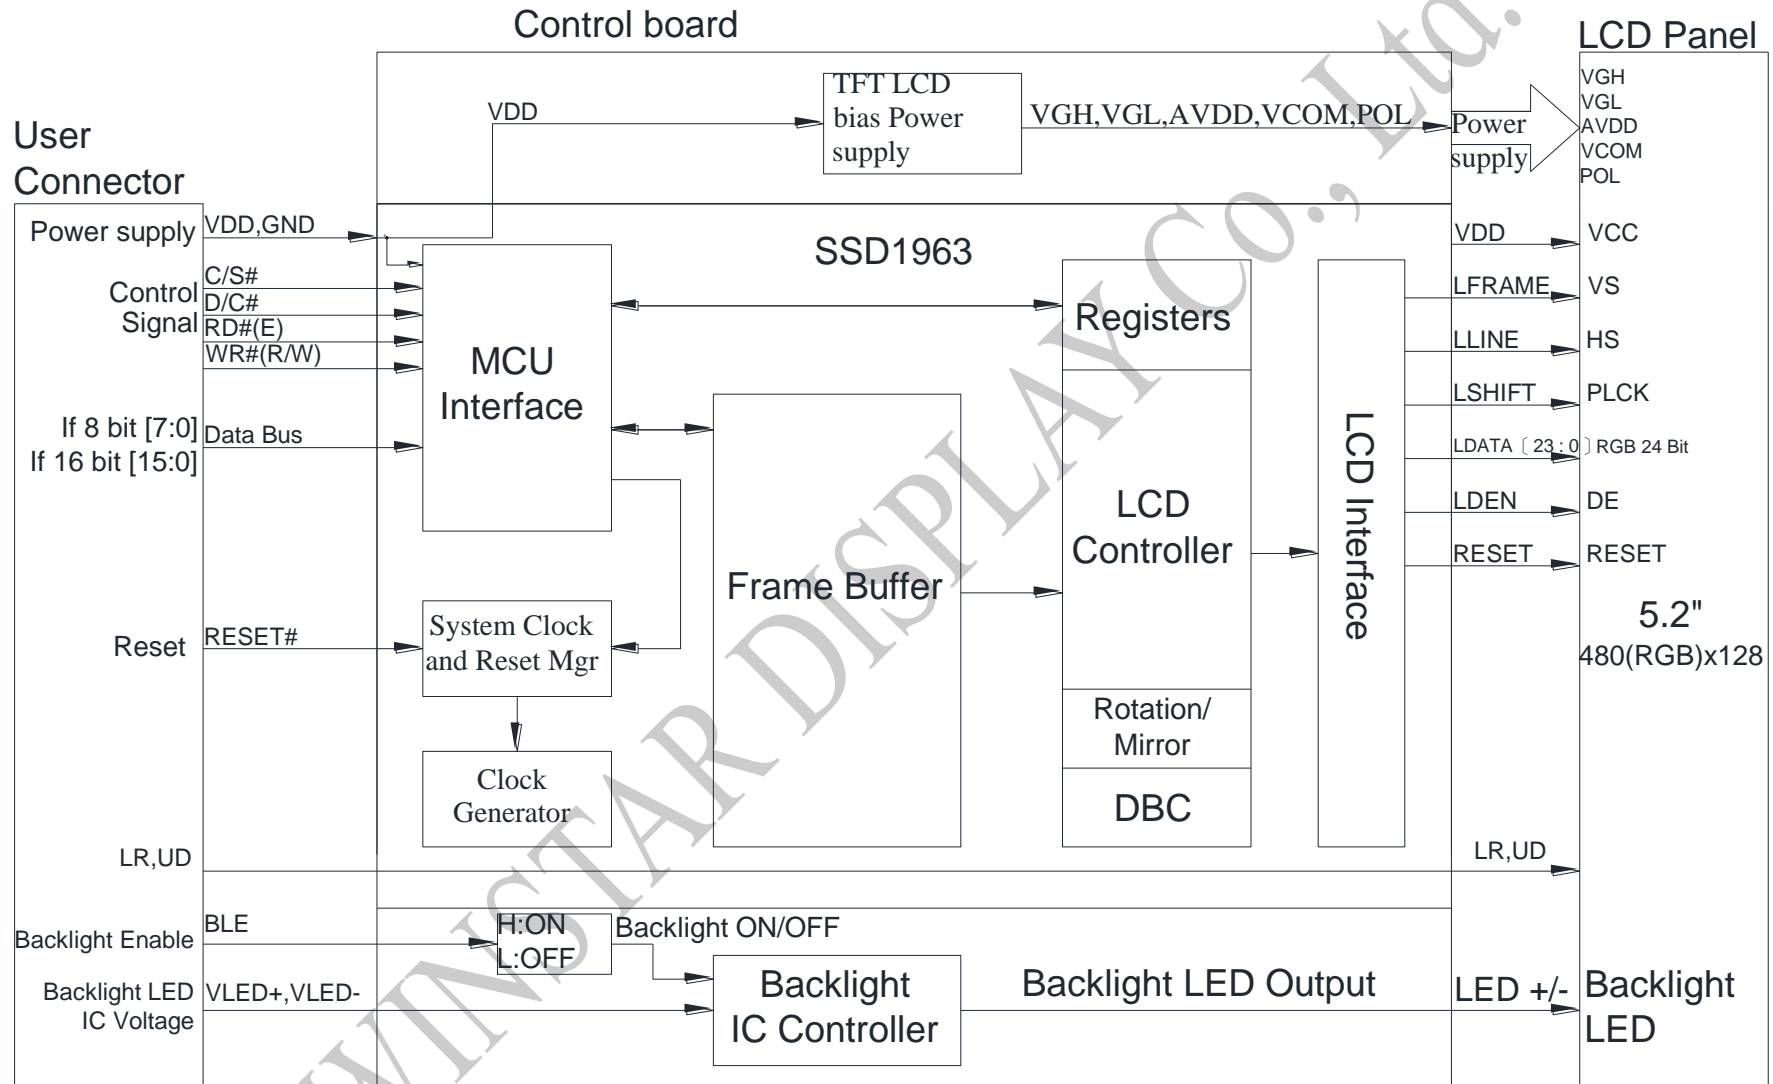 Control board
LCD Panel
User
Connector
VDD
TFT LCD
bias Power
supply
VGH,VGL,AVDD,VCOM,POL
Power
supply
VGH
VGL
AVDD
VCOM
POL
Power supply
VDD,GND
SSD1963
VDD
VCC
Control
Signal
C/S#
D/C#
RD#(E)
WR#(R/W)
MCU
Interface
Registers
LFRAME
VS
LLINE
HS
LSHIFT
PLCK
If 8 bit [7:0]
If 16 bit [15:0]
Data Bus
LDATA〔23:0〕RGB 24 Bit
LCD
Controller
LCD Interface
LDEN
DE
RESET
RESET
Frame Buffer
Reset
RESET#
System Clock
and Reset Mgr
5.2"
480(RGB)x128
Rotation/
Mirror
Clock
Generator
DBC
LR,UD
LR,UD
Backlight Enable
BLE
H:ON
L:OFF
Backlight ON/OFF
Backlight LED
IC Voltage
VLED+,VLED-
Backlight
IC Controller
Backlight LED Output
LED +/-
Backlight
LED
WINSTAR DISPLAY Co., Ltd.